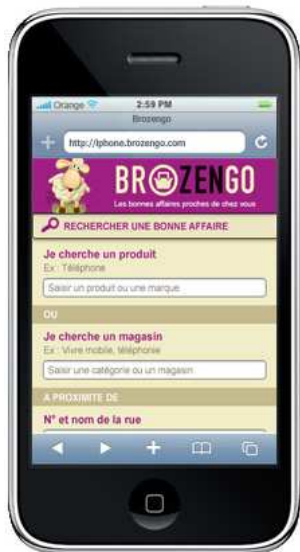 Orange 2:59 PM
Brozengo
http://iphone.brozengo.com
BROZENGO
Les bonnes affaires proches de chez vous
RECHERCHER UNE BONNE AFFAIRE
Je cherche un produit
Ex : Téléphone
Saisir un produit ou une marque
OU
Je cherche un magasin
Ex : Vivre mobile, téléphonie
Saisir une catégorie ou un magasin
A PROXIMITE DE
N° et nom de la rue